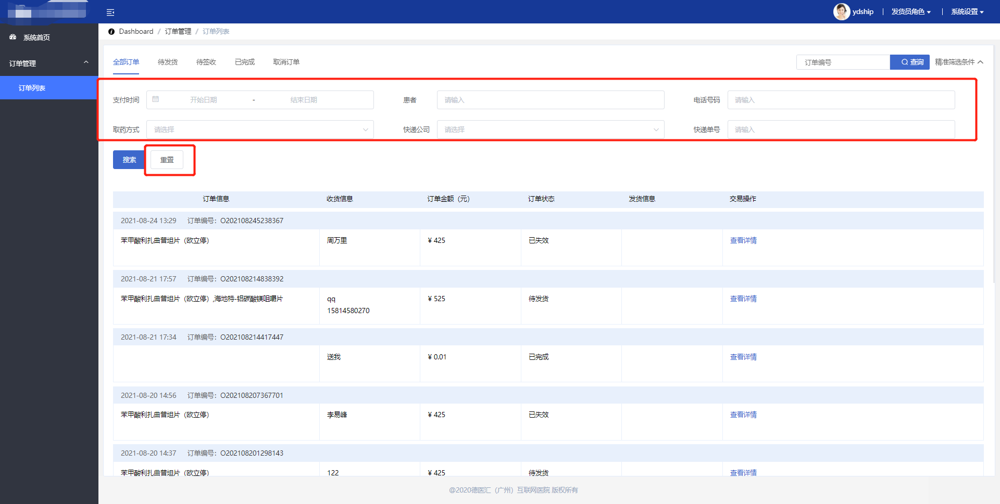 ydship
发货员角色
系统设置
系统首页
订单管理
订单列表
Dashboard / 订单管理 / 订单列表
全部订单 待发货 待签收 已完成 取消订单
订单编号 查询 精准筛选条件
支付时间 开始日期 - 结束日期 患者 请输入 电话号码 请输入
取药方式 请选择 快递公司 请选择 快递单号 请输入
搜索 重置
订单信息 收货信息 订单金额（元） 订单状态 发货信息 交易操作
2021-08-24 13:29 订单编号：O202108245238367
苯甲酸利扎曲普坦片（欧立停） 周万里 ¥ 425 已失效 查看详情
2021-08-21 17:57 订单编号：O202108214838392
苯甲酸利扎曲普坦片（欧立停）,海地特-铝碳酸镁咀嚼片 qq ¥ 525 待发货 查看详情
15814580270
2021-08-21 17:34 订单编号：O202108214417447
送我 ¥ 0.01 已完成 查看详情
2021-08-20 14:56 订单编号：O202108207367701
苯甲酸利扎曲普坦片（欧立停） 李易峰 ¥ 425 已失效 查看详情
2021-08-20 14:37 订单编号：O202108201298143
苯甲酸利扎曲普坦片（欧立停） 122 ¥ 425 待发货 查看详情
@2020德医汇（广州）互联网医院 版权所有